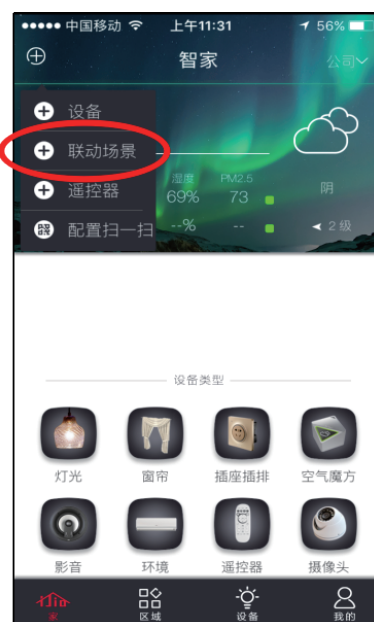 中国移动 上午11:31 56%
智家 公司
设备
联动场景
遥控器
配置扫一扫
湿度 PM2.5
69% 73 阴
--% -- 2 级
设备类型
灯光 窗帘 插座插排 空气魔方
影音 环境 遥控器 摄像头
家 区域 设备 我的